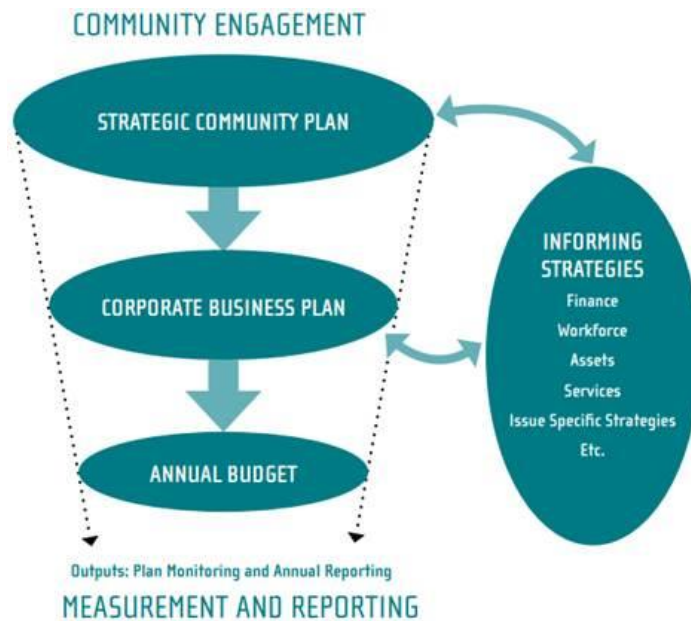 COMMUNITY ENGAGEMENT
STRATEGIC COMMUNITY PLAN
CORPORATE BUSINESS PLAN
ANNUAL BUDGET
INFORMING
STRATEGIES
Finance
Workforce
Assets
Services
Issue Specific Strategies
Etc.
Outputs: Plan Monitoring and Annual Reporting
MEASUREMENT AND REPORTING